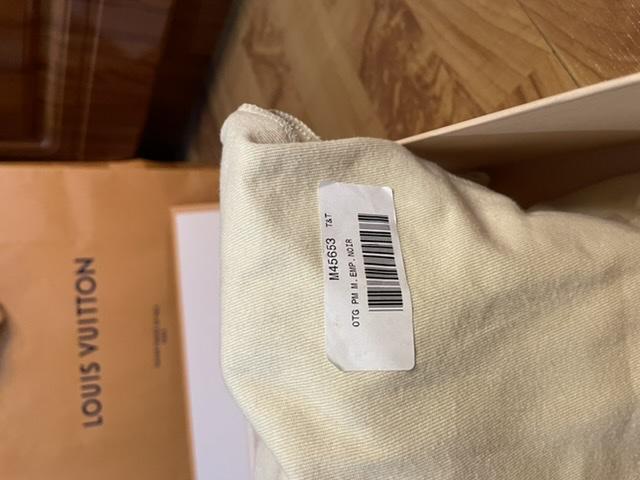 LOUIS VUITTON
M45653 T&T
OTG PM M.EMP.NOIR